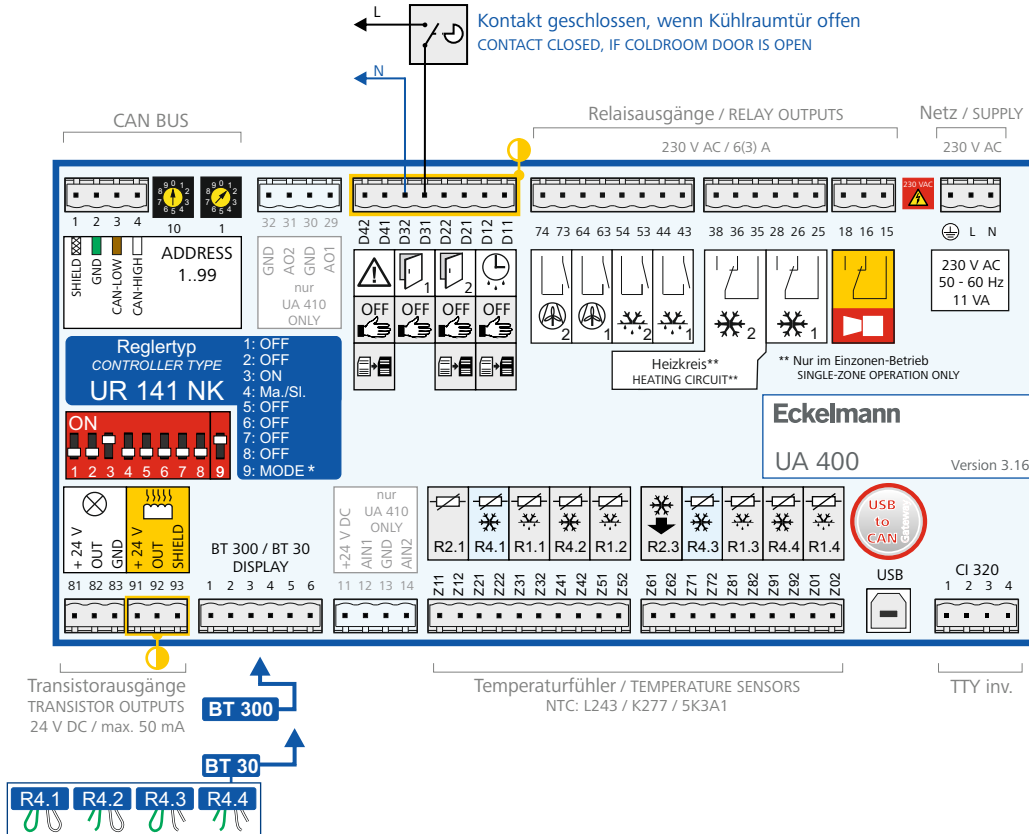 L
Kontakt geschlossen, wenn Kühlraumtür offen
CONTACT CLOSED, IF COLDROOM DOOR IS OPEN
N
CAN BUS
Relaisausgänge / RELAY OUTPUTS
Netz / SUPPLY
230 V AC / 6(3) A
230 V AC
230 VAC
1 2 3 4
10 1
32 31 30 29
D42 D41 D32 D31 D22 D21 D12 D11
74 73 64 63 54 53 44 43
38 36 35 28 26 25
18 16 15
L N
SHIELD
GND
CAN-LOW
CAN-HIGH
ADDRESS
1..99
GND
AO2
GND
AO1
nur
UA 410
ONLY
1 2
OFF OFF OFF OFF
2 1 2 1 2 1
230 V AC
50 - 60 Hz
11 VA
Heizkreis**
HEATING CIRCUIT**
** Nur im Einzonen-Betrieb
SINGLE-ZONE OPERATION ONLY
Reglertyp
CONTROLLER TYPE
UR 141 NK
1: OFF
2: OFF
3: ON
4: Ma./Sl.
5: OFF
6: OFF
7: OFF
8: OFF
9: MODE *
ON
1 2 3 4 5 6 7 8 9
Eckelmann
UA 400
Version 3.16
+ 24 V
OUT
GND
+ 24 V
OUT
SHIELD
BT 300 / BT 30
DISPLAY
nur
UA 410
ONLY
+24 V DC
AIN1
GND
AIN2
R2.1 R4.1 R1.1 R4.2 R1.2
R2.3 R4.3 R1.3 R4.4 R1.4
USB
to
CAN
Gateway
81 82 83 91 92 93
1 2 3 4 5 6
11 12 13 14
Z11 Z12 Z21 Z22 Z31 Z32 Z41 Z42 Z51 Z52
Z61 Z62 Z71 Z72 Z81 Z82 Z91 Z92 Z01 Z02
USB
CI 320
1 2 3 4
Transistorausgänge
TRANSISTOR OUTPUTS
24 V DC / max. 50 mA
BT 300
Temperaturfühler / TEMPERATURE SENSORS
NTC: L243 / K277 / 5K3A1
TTY inv.
BT 30
R4.1 R4.2 R4.3 R4.4